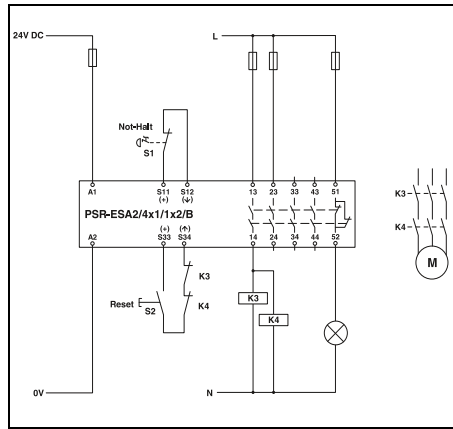 24V DC
L
Not-Halt
S1
A1
S11
(+)
S12
(↓)
13
23
33
43
51
PSR-ESA2/4x1/1x2/B
A2
(+)
S33
(↑)
S34
14
24
34
44
52
K3
K4
M
K3
K4
Reset
S2
K3
K4
0V
N